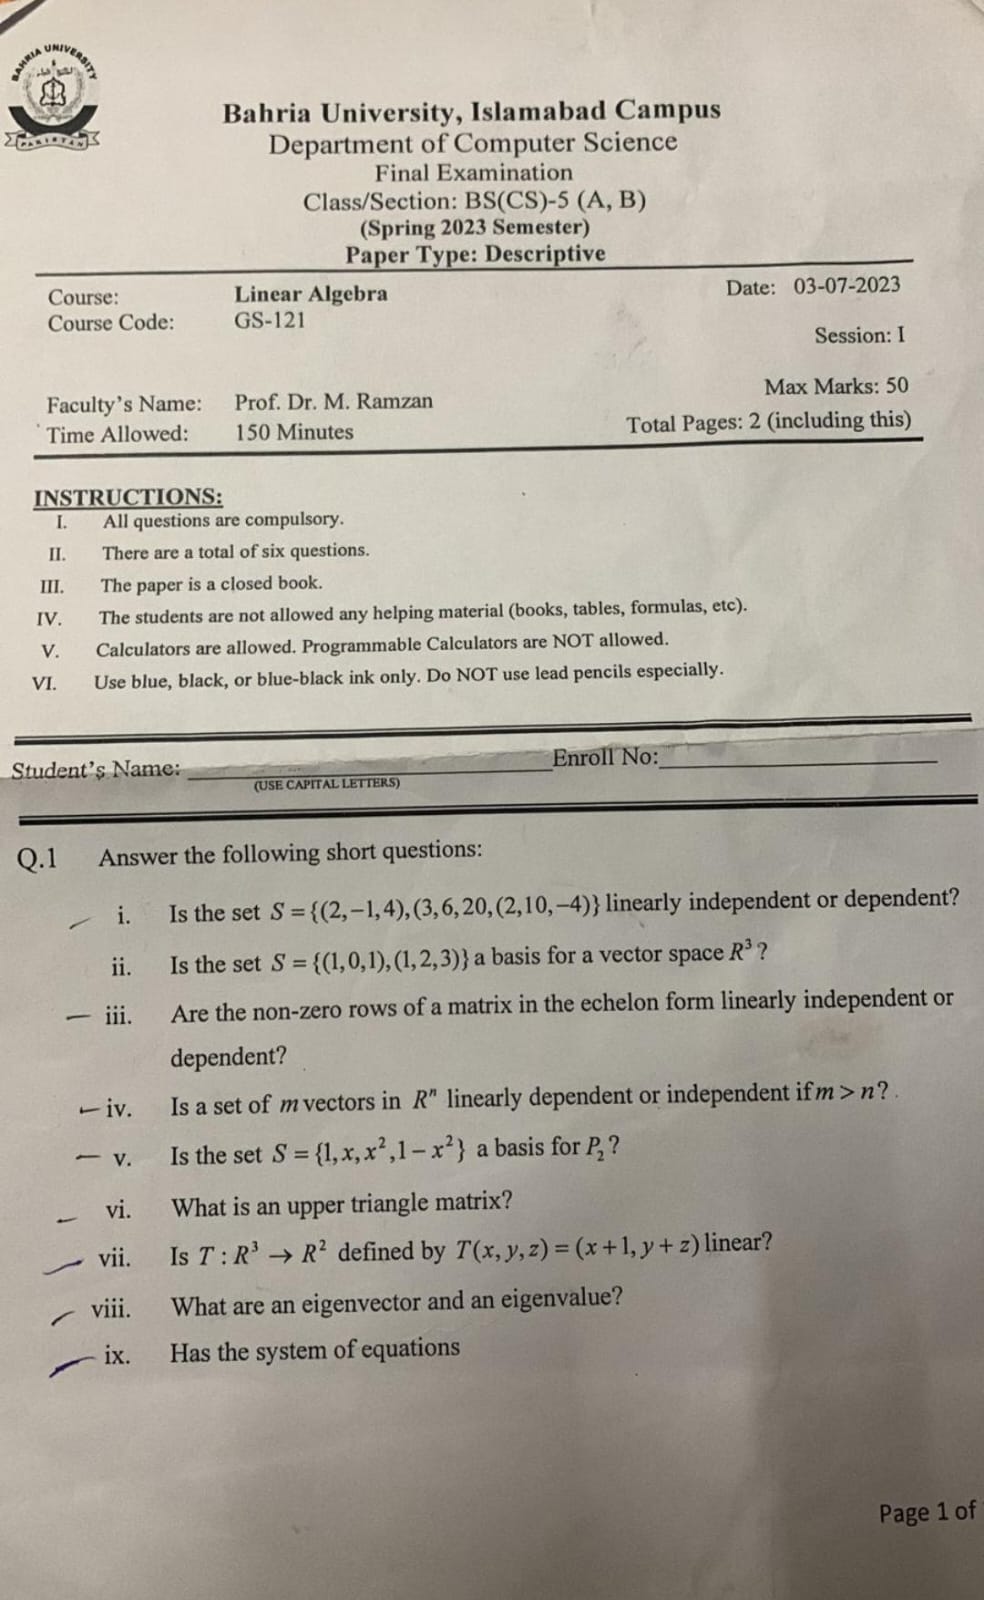 BAHRIA UNIVERSITY
PAKISTAN
Bahria University, Islamabad Campus
Department of Computer Science
Final Examination
Class/Section: BS(CS)-5 (A, B)
(Spring 2023 Semester)
Paper Type: Descriptive
Course: Linear Algebra Date: 03-07-2023
Course Code: GS-121
Session: I
Max Marks: 50
Faculty's Name: Prof. Dr. M. Ramzan
Time Allowed: 150 Minutes Total Pages: 2 (including this)
INSTRUCTIONS:
I. All questions are compulsory.
II. There are a total of six questions.
III. The paper is a closed book.
IV. The students are not allowed any helping material (books, tables, formulas, etc).
V. Calculators are allowed. Programmable Calculators are NOT allowed.
VI. Use blue, black, or blue-black ink only. Do NOT use lead pencils especially.
Student's Name: Enroll No:
(USE CAPITAL LETTERS)
Q.1 Answer the following short questions:
i. Is the set S = {(2,−1,4),(3,6,20,(2,10,−4)} linearly independent or dependent?
ii. Is the set S = {(1,0,1),(1,2,3)} a basis for a vector space R³ ?
iii. Are the non-zero rows of a matrix in the echelon form linearly independent or
dependent?
iv. Is a set of m vectors in Rⁿ linearly dependent or independent if m > n? .
v. Is the set S = {1, x, x², 1 − x²} a basis for P₂ ?
vi. What is an upper triangle matrix?
vii. Is T : R³ → R² defined by T(x, y, z) = (x + 1, y + z) linear?
viii. What are an eigenvector and an eigenvalue?
ix. Has the system of equations
Page 1 of